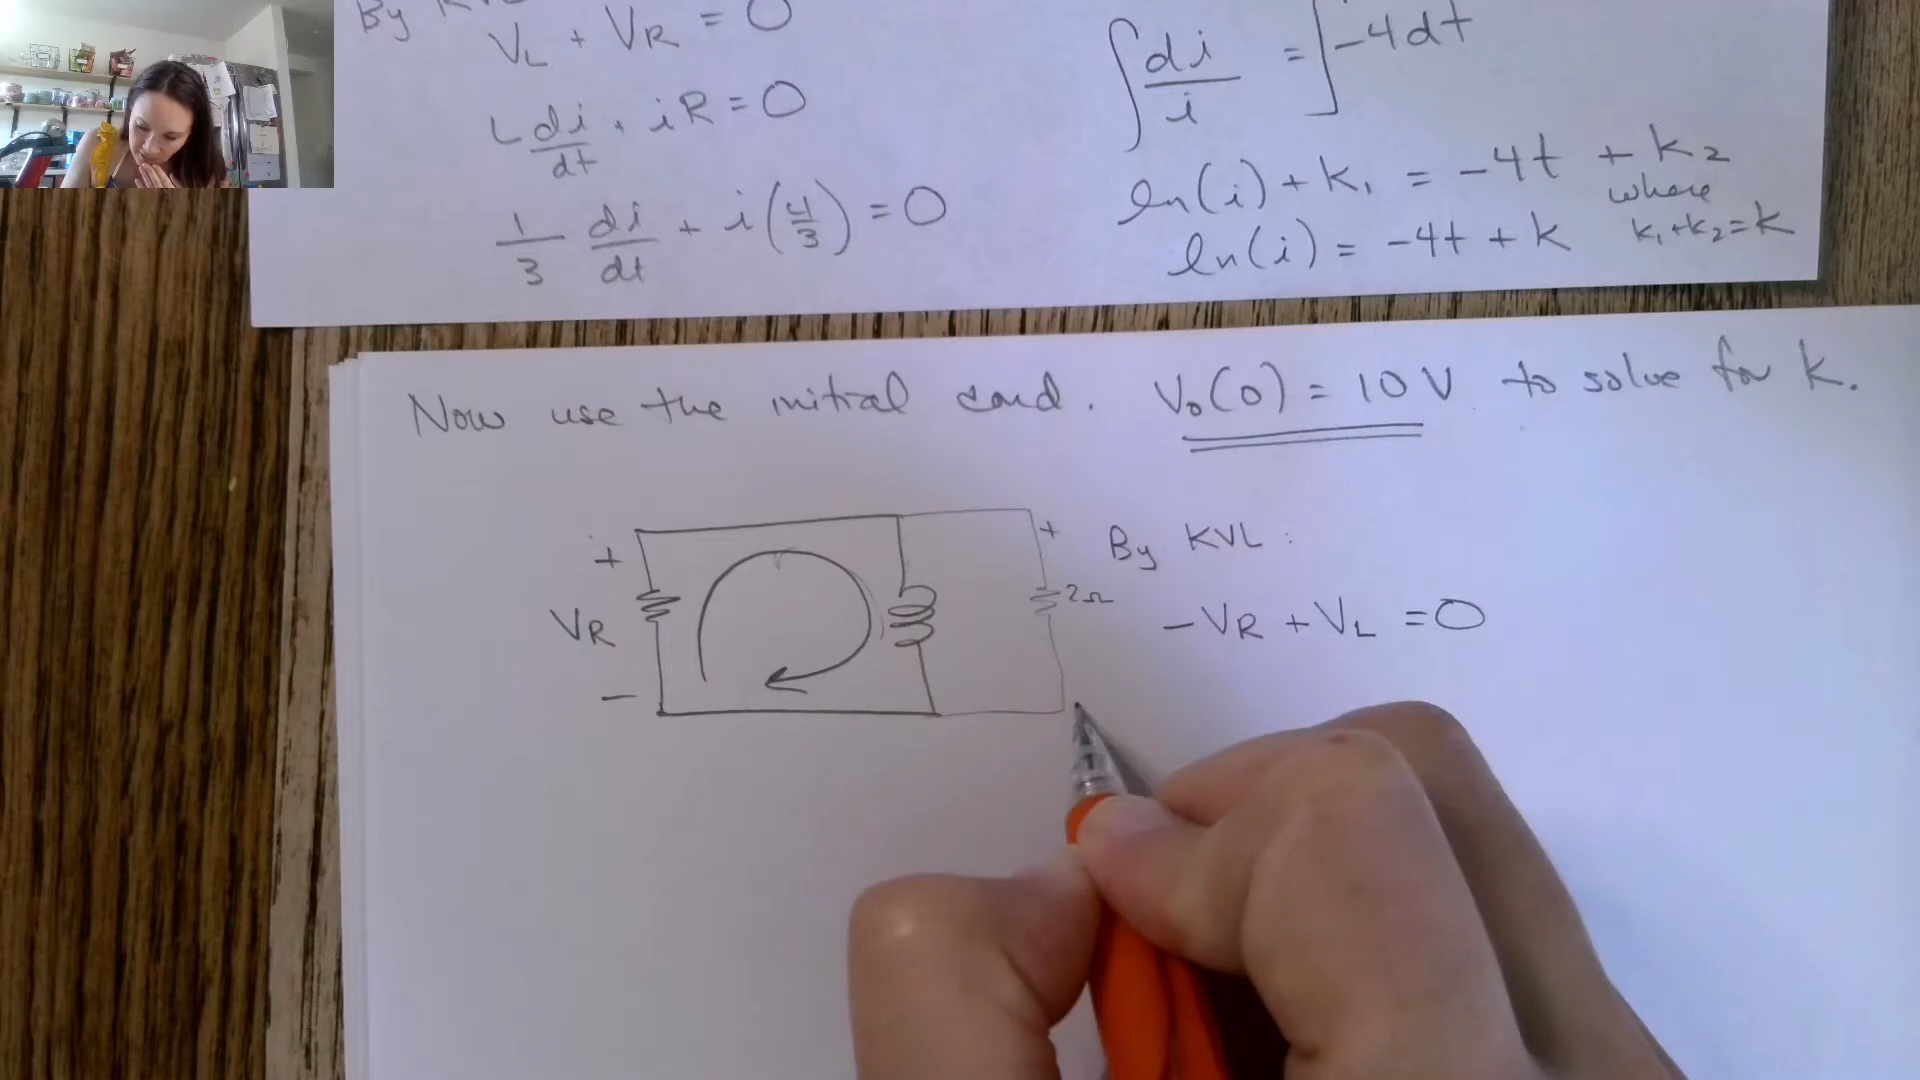 By
V_L + V_R = 0
L di/dt + iR = 0
1/3 di/dt + i(4/3) = 0
∫ di/i = ∫ -4dt
ln(i) + k₁ = -4t + k₂
where
k₁+k₂=k
ln(i) = -4t + k
Now use the initial cond. V₀(0) = 10 V to solve for k.
+
V_R
−
+
2Ω
By KVL:
-V_R + V_L = 0